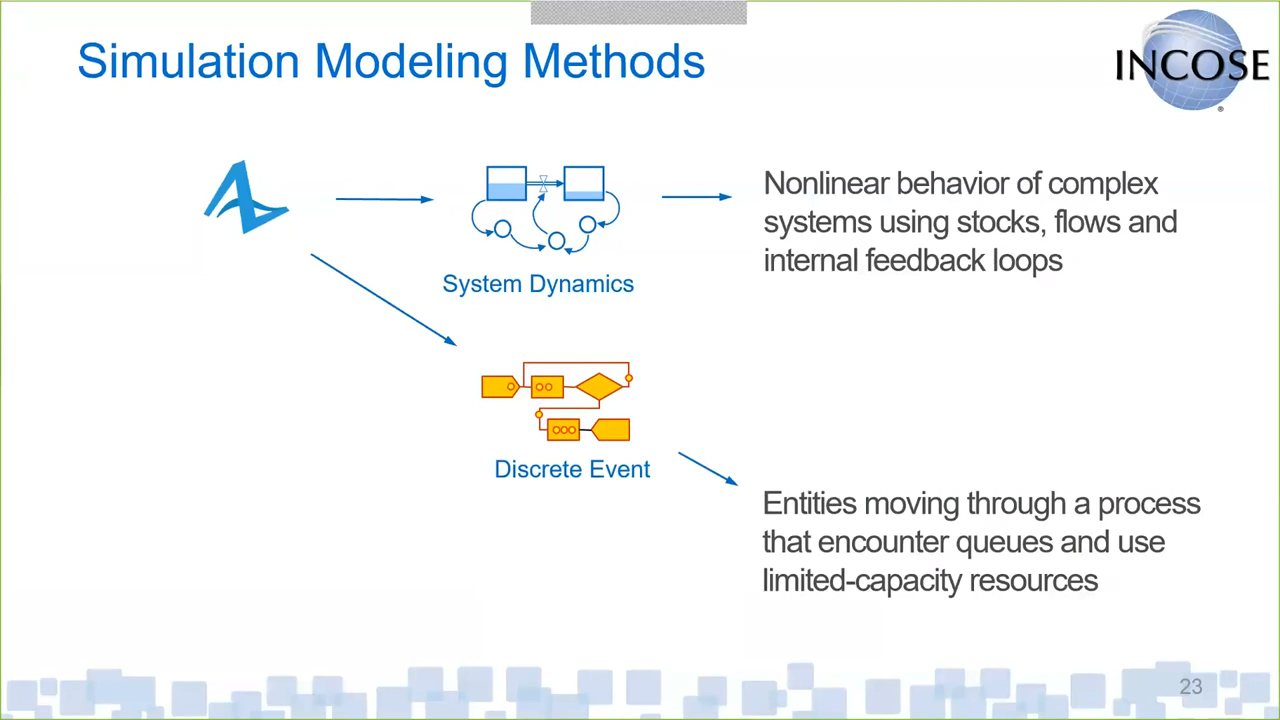 Simulation Modeling Methods
INCOSE
®
Nonlinear behavior of complex
systems using stocks, flows and
internal feedback loops
System Dynamics
Discrete Event
Entities moving through a process
that encounter queues and use
limited-capacity resources
23